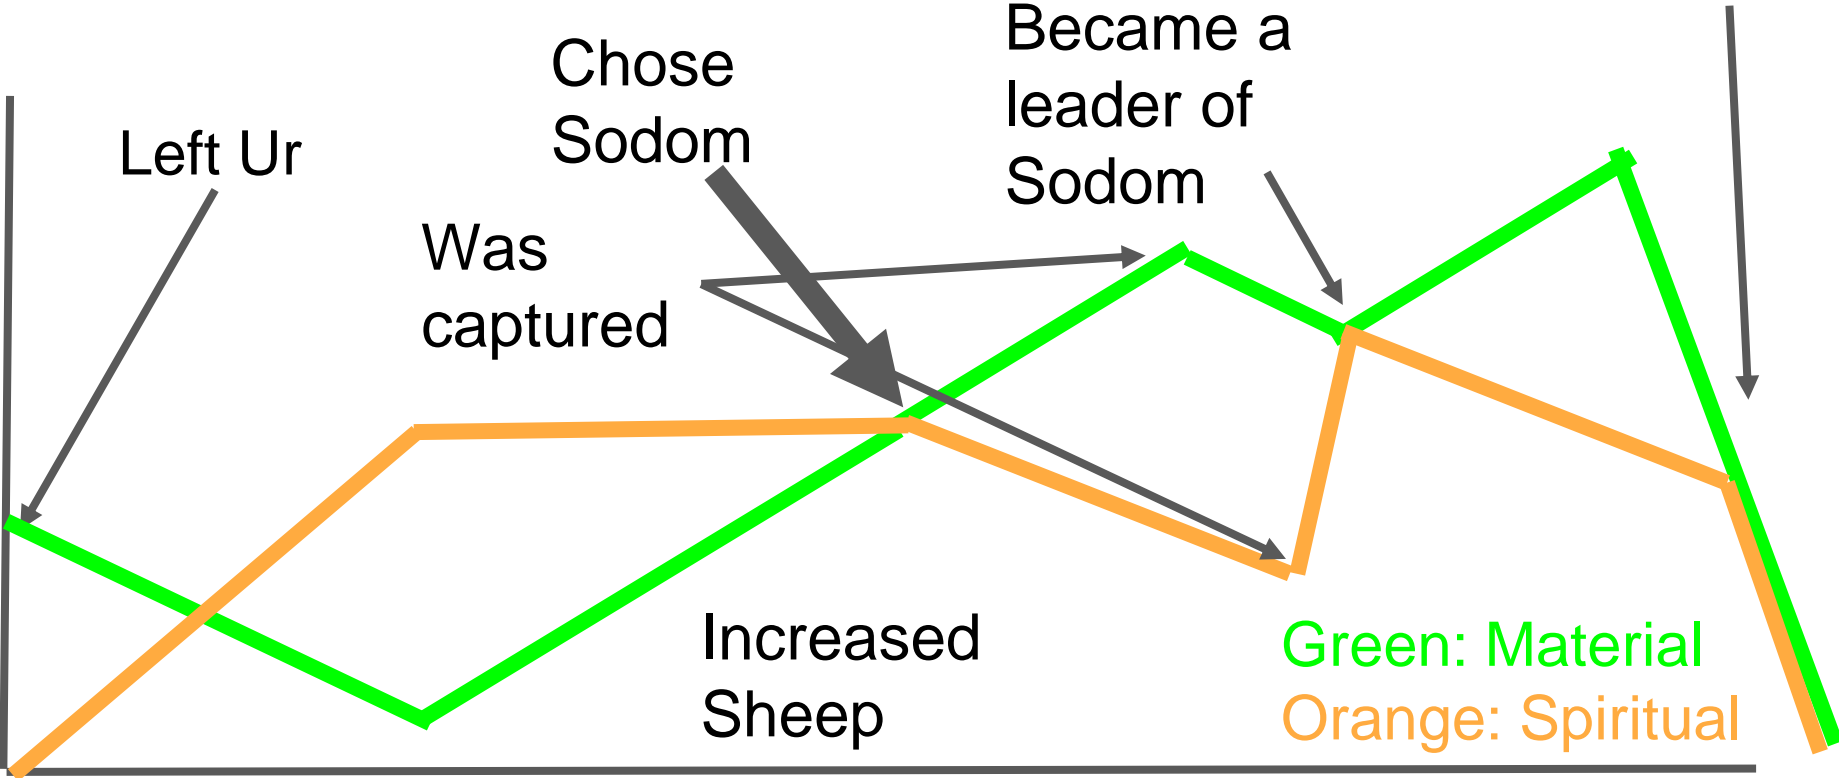 Left Ur
Chose
Sodom
Was
captured
Became a
leader of
Sodom
Increased
Sheep
Green: Material
Orange: Spiritual